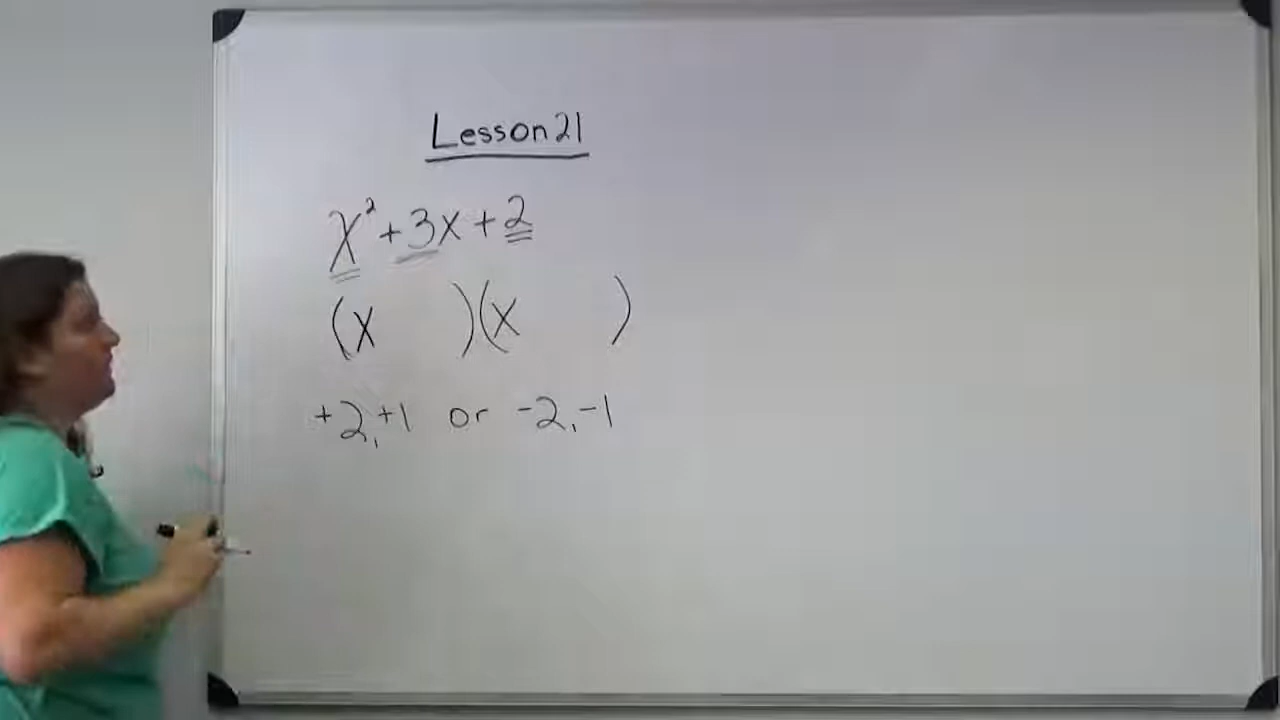 Lesson 21
x² + 3x + 2
(x )(x )
+2, +1 or -2, -1